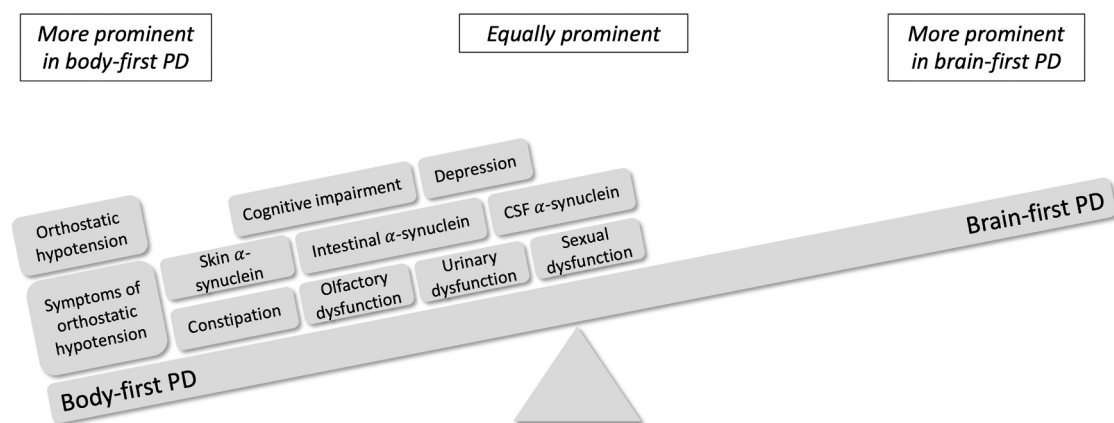 More prominent
in body-first PD
Equally prominent
More prominent
in brain-first PD
Orthostatic
hypotension
Cognitive impairment
Depression
Skin α-
synuclein
Intestinal α-synuclein
CSF α-synuclein
Symptoms of
orthostatic
hypotension
Constipation
Olfactory
dysfunction
Urinary
dysfunction
Sexual
dysfunction
Body-first PD
Brain-first PD